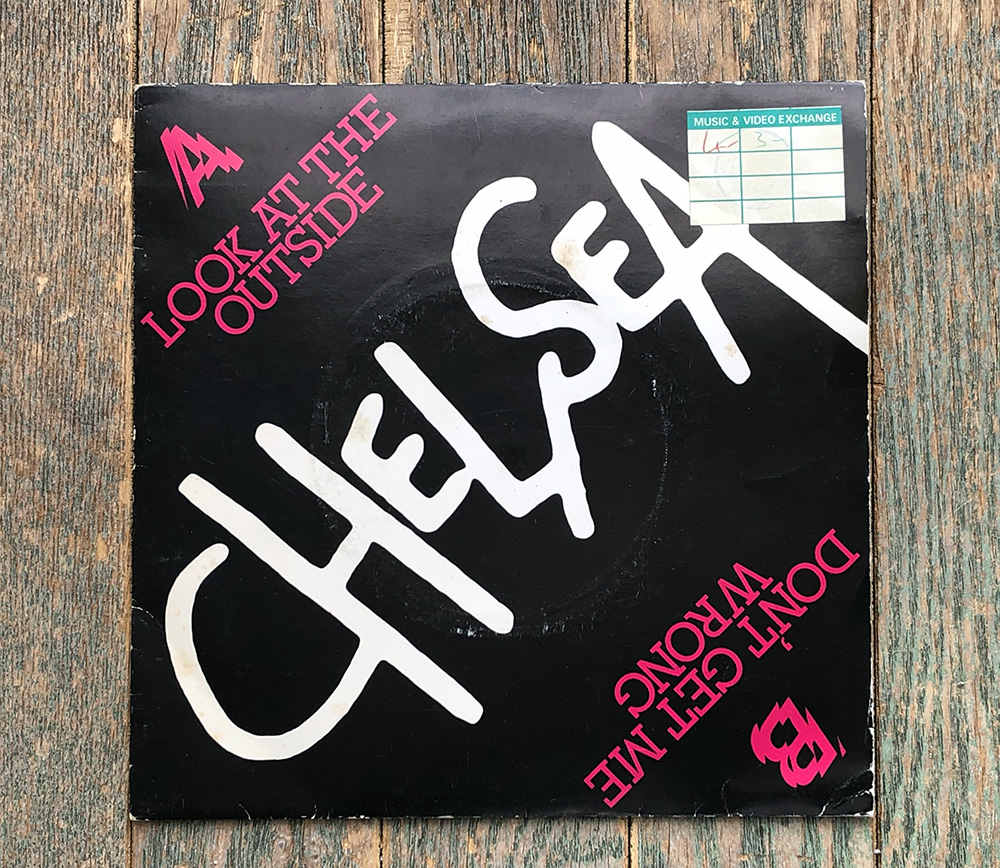 A
LOOK AT THE
OUTSIDE
MUSIC & VIDEO EXCHANGE
CHELSEA
DON'T GET ME
WRONG
B